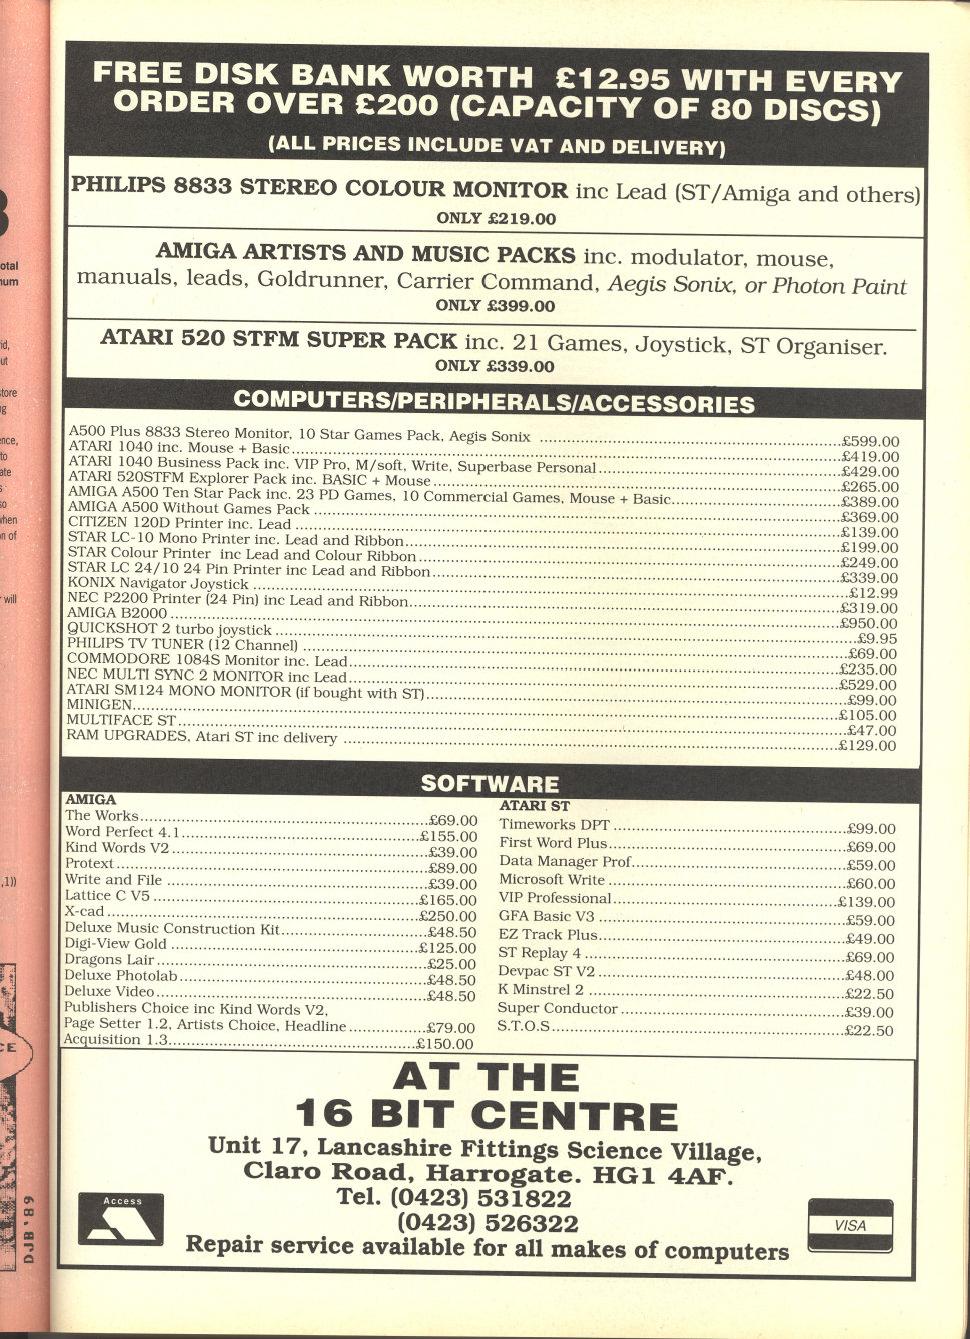 FREE DISK BANK WORTH £12.95 WITH EVERY
ORDER OVER £200 (CAPACITY OF 80 DISCS)
(ALL PRICES INCLUDE VAT AND DELIVERY)
PHILIPS 8833 STEREO COLOUR MONITOR inc Lead (ST/Amiga and others)
ONLY £219.00
AMIGA ARTISTS AND MUSIC PACKS inc. modulator, mouse,
manuals, leads, Goldrunner, Carrier Command, Aegis Sonix, or Photon Paint
ONLY £399.00
ATARI 520 STFM SUPER PACK inc. 21 Games, Joystick, ST Organiser.
ONLY £339.00
COMPUTERS/PERIPHERALS/ACCESSORIES
A500 Plus 8833 Stereo Monitor, 10 Star Games Pack, Aegis Sonix ........£599.00
ATARI 1040 inc. Mouse + Basic........£419.00
ATARI 1040 Business Pack inc. VIP Pro, M/soft, Write, Superbase Personal........£429.00
ATARI 520STFM Explorer Pack inc. BASIC + Mouse........£265.00
AMIGA A500 Ten Star Pack inc. 23 PD Games, 10 Commercial Games, Mouse + Basic........£389.00
AMIGA A500 Without Games Pack ........£369.00
CITIZEN 120D Printer inc. Lead ........£139.00
STAR LC-10 Mono Printer inc. Lead and Ribbon........£199.00
STAR Colour Printer inc Lead and Colour Ribbon........£249.00
STAR LC 24/10 24 Pin Printer inc Lead and Ribbon........£339.00
KONIX Navigator Joystick ........£12.99
NEC P2200 Printer (24 Pin) inc Lead and Ribbon........£319.00
AMIGA B2000........£950.00
QUICKSHOT 2 turbo joystick ........£9.95
PHILIPS TV TUNER (12 Channel) ........£69.00
COMMODORE 1084S Monitor inc. Lead........£235.00
NEC MULTI SYNC 2 MONITOR inc Lead........£529.00
ATARI SM124 MONO MONITOR (if bought with ST)........£99.00
MINIGEN........£105.00
MULTIFACE ST........£47.00
RAM UPGRADES, Atari ST inc delivery ........£129.00
SOFTWARE
AMIGA
The Works........£69.00
Word Perfect 4.1........£155.00
Kind Words V2........£39.00
Protext........£89.00
Write and File ........£39.00
Lattice C V5........£165.00
X-cad........£250.00
Deluxe Music Construction Kit........£48.50
Digi-View Gold ........£125.00
Dragons Lair........£25.00
Deluxe Photolab........£48.50
Deluxe Video........£48.50
Publishers Choice inc Kind Words V2,
Page Setter 1.2, Artists Choice, Headline........£79.00
Acquisition 1.3........£150.00
ATARI ST
Timeworks DPT ........£99.00
First Word Plus........£69.00
Data Manager Prof........£59.00
Microsoft Write ........£60.00
VIP Professional........£139.00
GFA Basic V3 ........£59.00
EZ Track Plus........£49.00
ST Replay 4 ........£69.00
Devpac ST V2........£48.00
K Minstrel 2 ........£22.50
Super Conductor........£39.00
S.T.O.S........£22.50
AT THE
16 BIT CENTRE
Unit 17, Lancashire Fittings Science Village,
Claro Road, Harrogate. HG1 4AF.
Tel. (0423) 531822
(0423) 526322
Repair service available for all makes of computers
Access
VISA
DJB '89